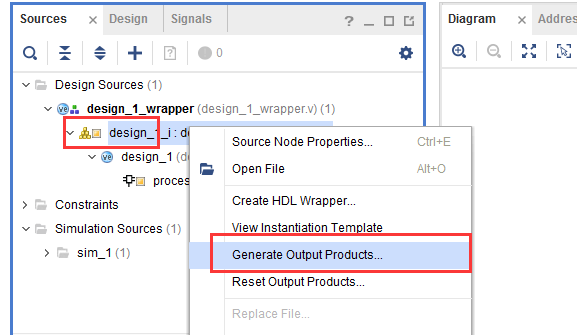 Sources
Design
Signals
Diagram
Addres
0
Design Sources (1)
design_1_wrapper (design_1_wrapper.v) (1)
design_1_i : de
design_1 (d
proces
Constraints
Simulation Sources (1)
sim_1 (1)
Source Node Properties... Ctrl+E
Open File Alt+O
Create HDL Wrapper...
View Instantiation Template
Generate Output Products...
Reset Output Products...
Replace File...